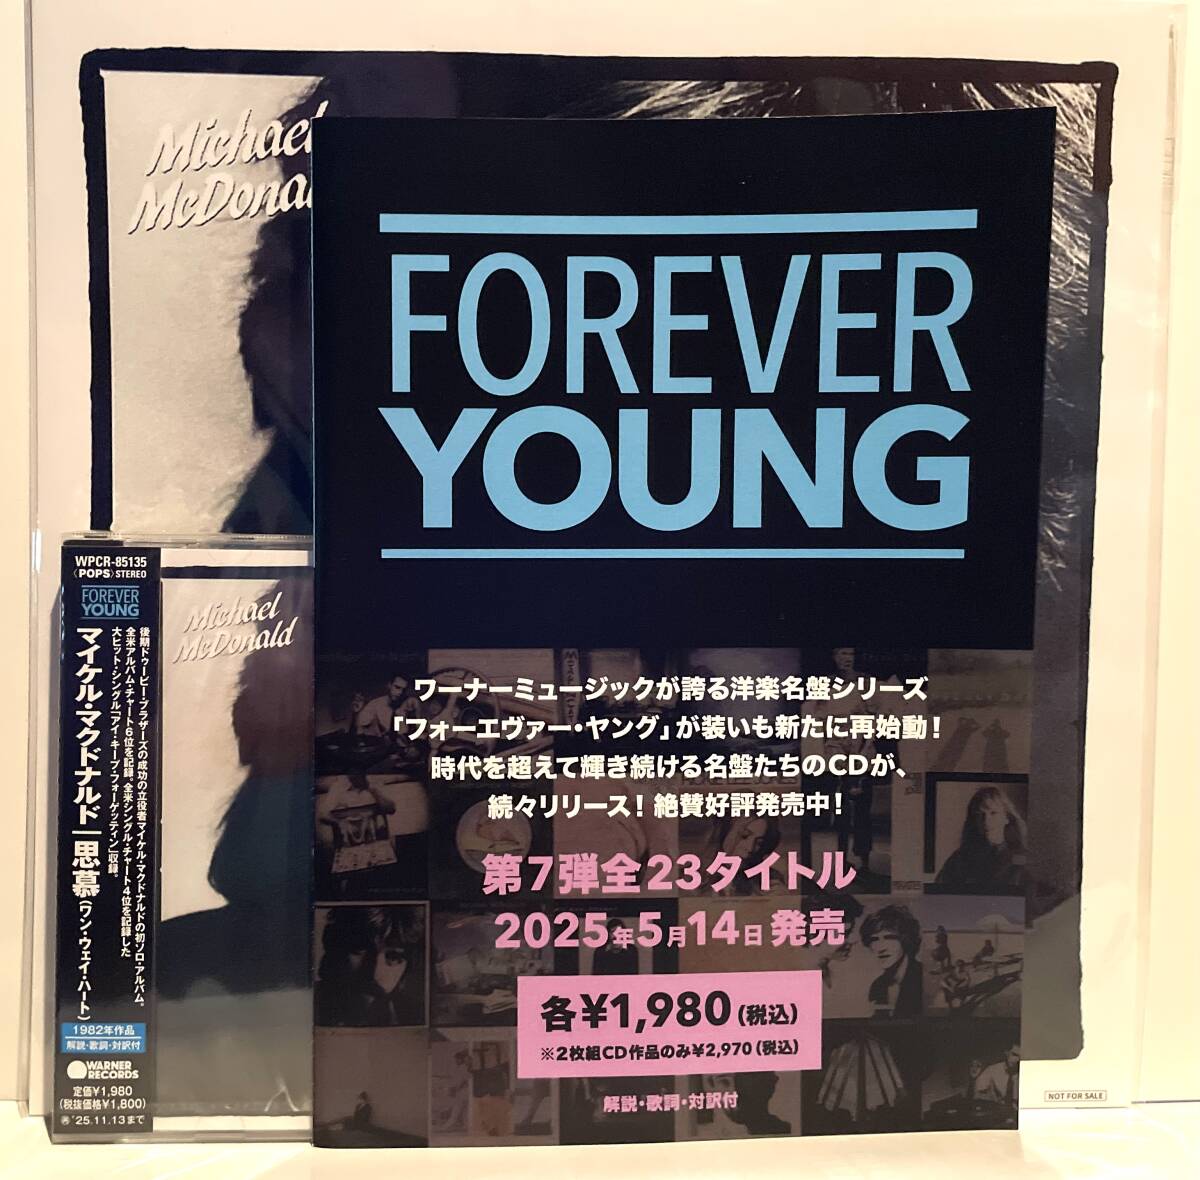 Michael
McDona
FOREVER
YOUNG
ワーナーミュージックが誇る洋楽名盤シリーズ
「フォーエヴァー・ヤング」が装いも新たに再始動！
時代を超えて輝き続ける名盤たちのCDが、
続々リリース！絶賛好評発売中！
第7弾全23タイトル
2025年5月14日発売
各¥1,980(税込)
※2枚組CD作品のみ¥2,970(税込)
解説・歌詞・対訳付
NOT FOR SALE
WPCR-85135
〈POPS〉STEREO
FOREVER
YOUNG
マイケル・マクドナルド｜思慕(ワン・ウェイ・ハート)
後期ドゥービー・ブラザーズの成功の立役者マイケル・マクドナルドの初ソロ・アルバム。
全米アルバム・チャート6位を記録。全米シングル・チャート4位を記録した
大ヒット・シングル「アイ・キープ・フォーゲッティン」収録。
1982年作品
解説・歌詞・対訳付
WARNER
RECORDS
定価¥1,980
(税抜価格¥1,800)
㋫'25.11.13まで
Michael
McDonald